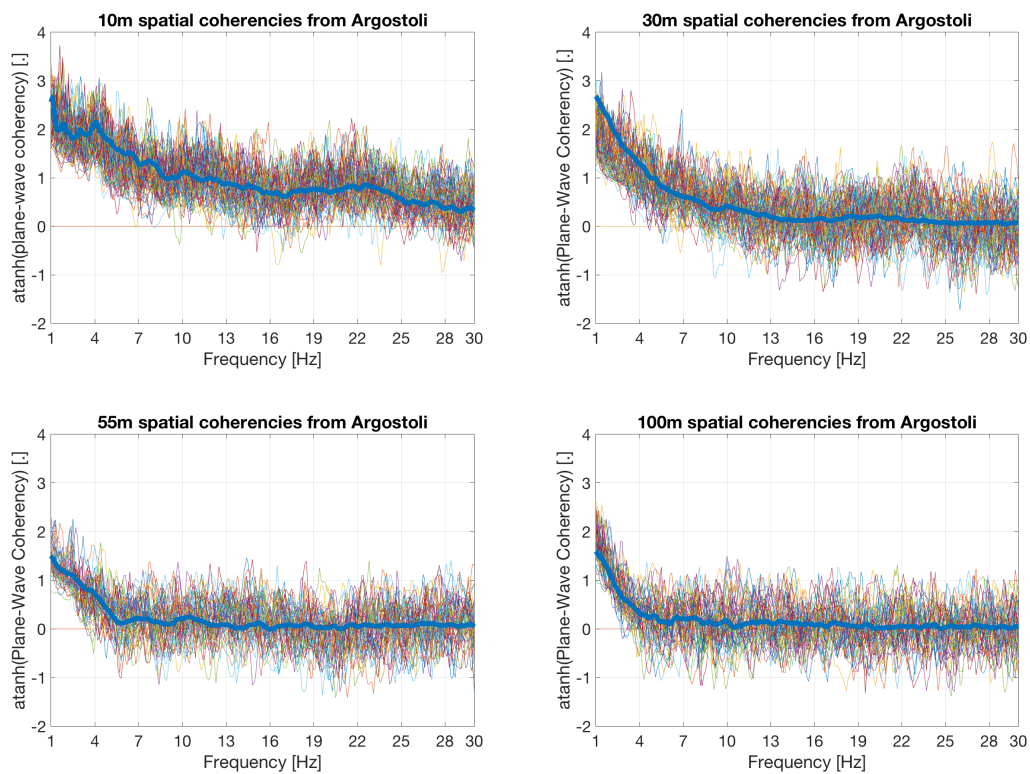 10m spatial coherencies from Argostoli
atanh(plane-wave coherency) [.]
4
3
2
1
0
-1
-2
1 4 7 10 13 16 19 22 25 28 30
Frequency [Hz]
30m spatial coherencies from Argostoli
atanh(Plane-Wave Coherency) [.]
4
3
2
1
0
-1
-2
1 4 7 10 13 16 19 22 25 28 30
Frequency [Hz]
55m spatial coherencies from Argostoli
atanh(Plane-Wave Coherency) [.]
4
3
2
1
0
-1
-2
1 4 7 10 13 16 19 22 25 28 30
Frequency [Hz]
100m spatial coherencies from Argostoli
atanh(Plane-Wave Coherency) [.]
4
3
2
1
0
-1
-2
1 4 7 10 13 16 19 22 25 28 30
Frequency [Hz]